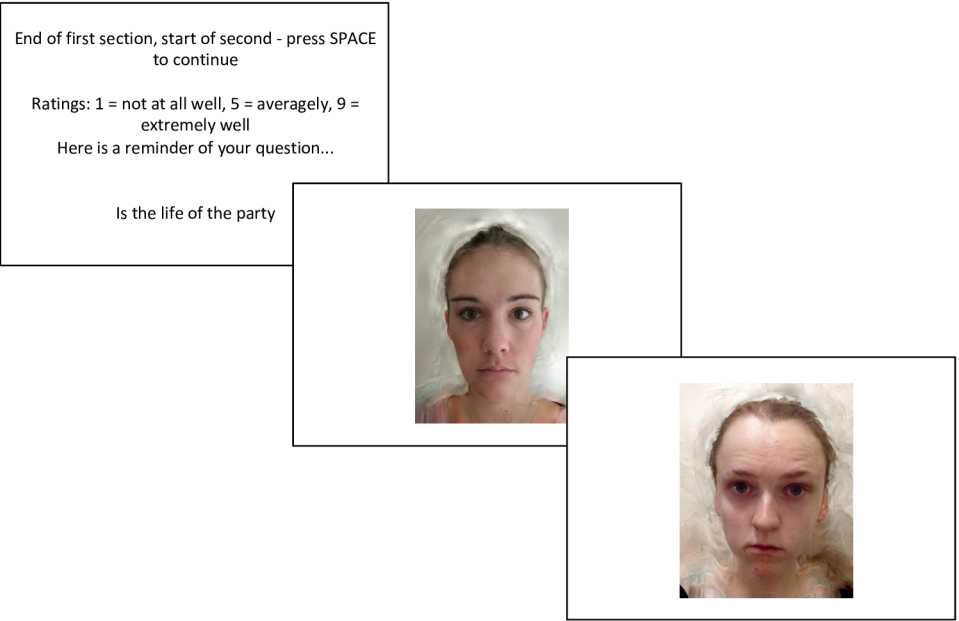 End of first section, start of second - press SPACE
to continue
Ratings: 1 = not at all well, 5 = averagely, 9 =
extremely well
Here is a reminder of your question...
Is the life of the party